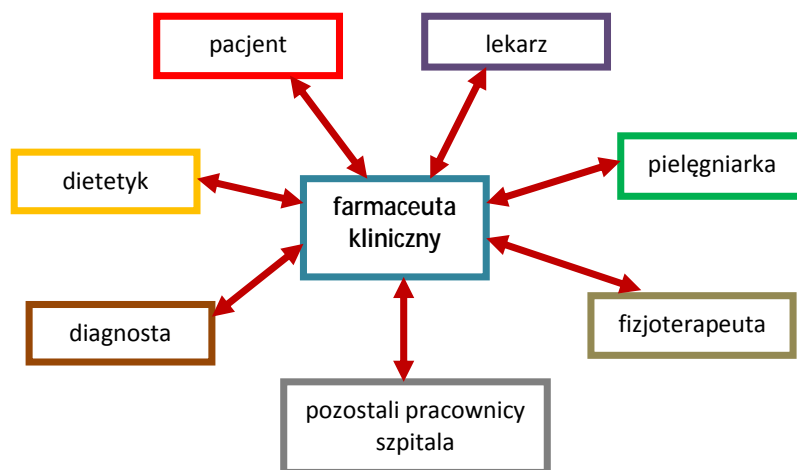 pacjent
lekarz
dietetyk
pielęgniarka
farmaceuta
kliniczny
diagnosta
fizjoterapeuta
pozostali pracownicy
szpitala